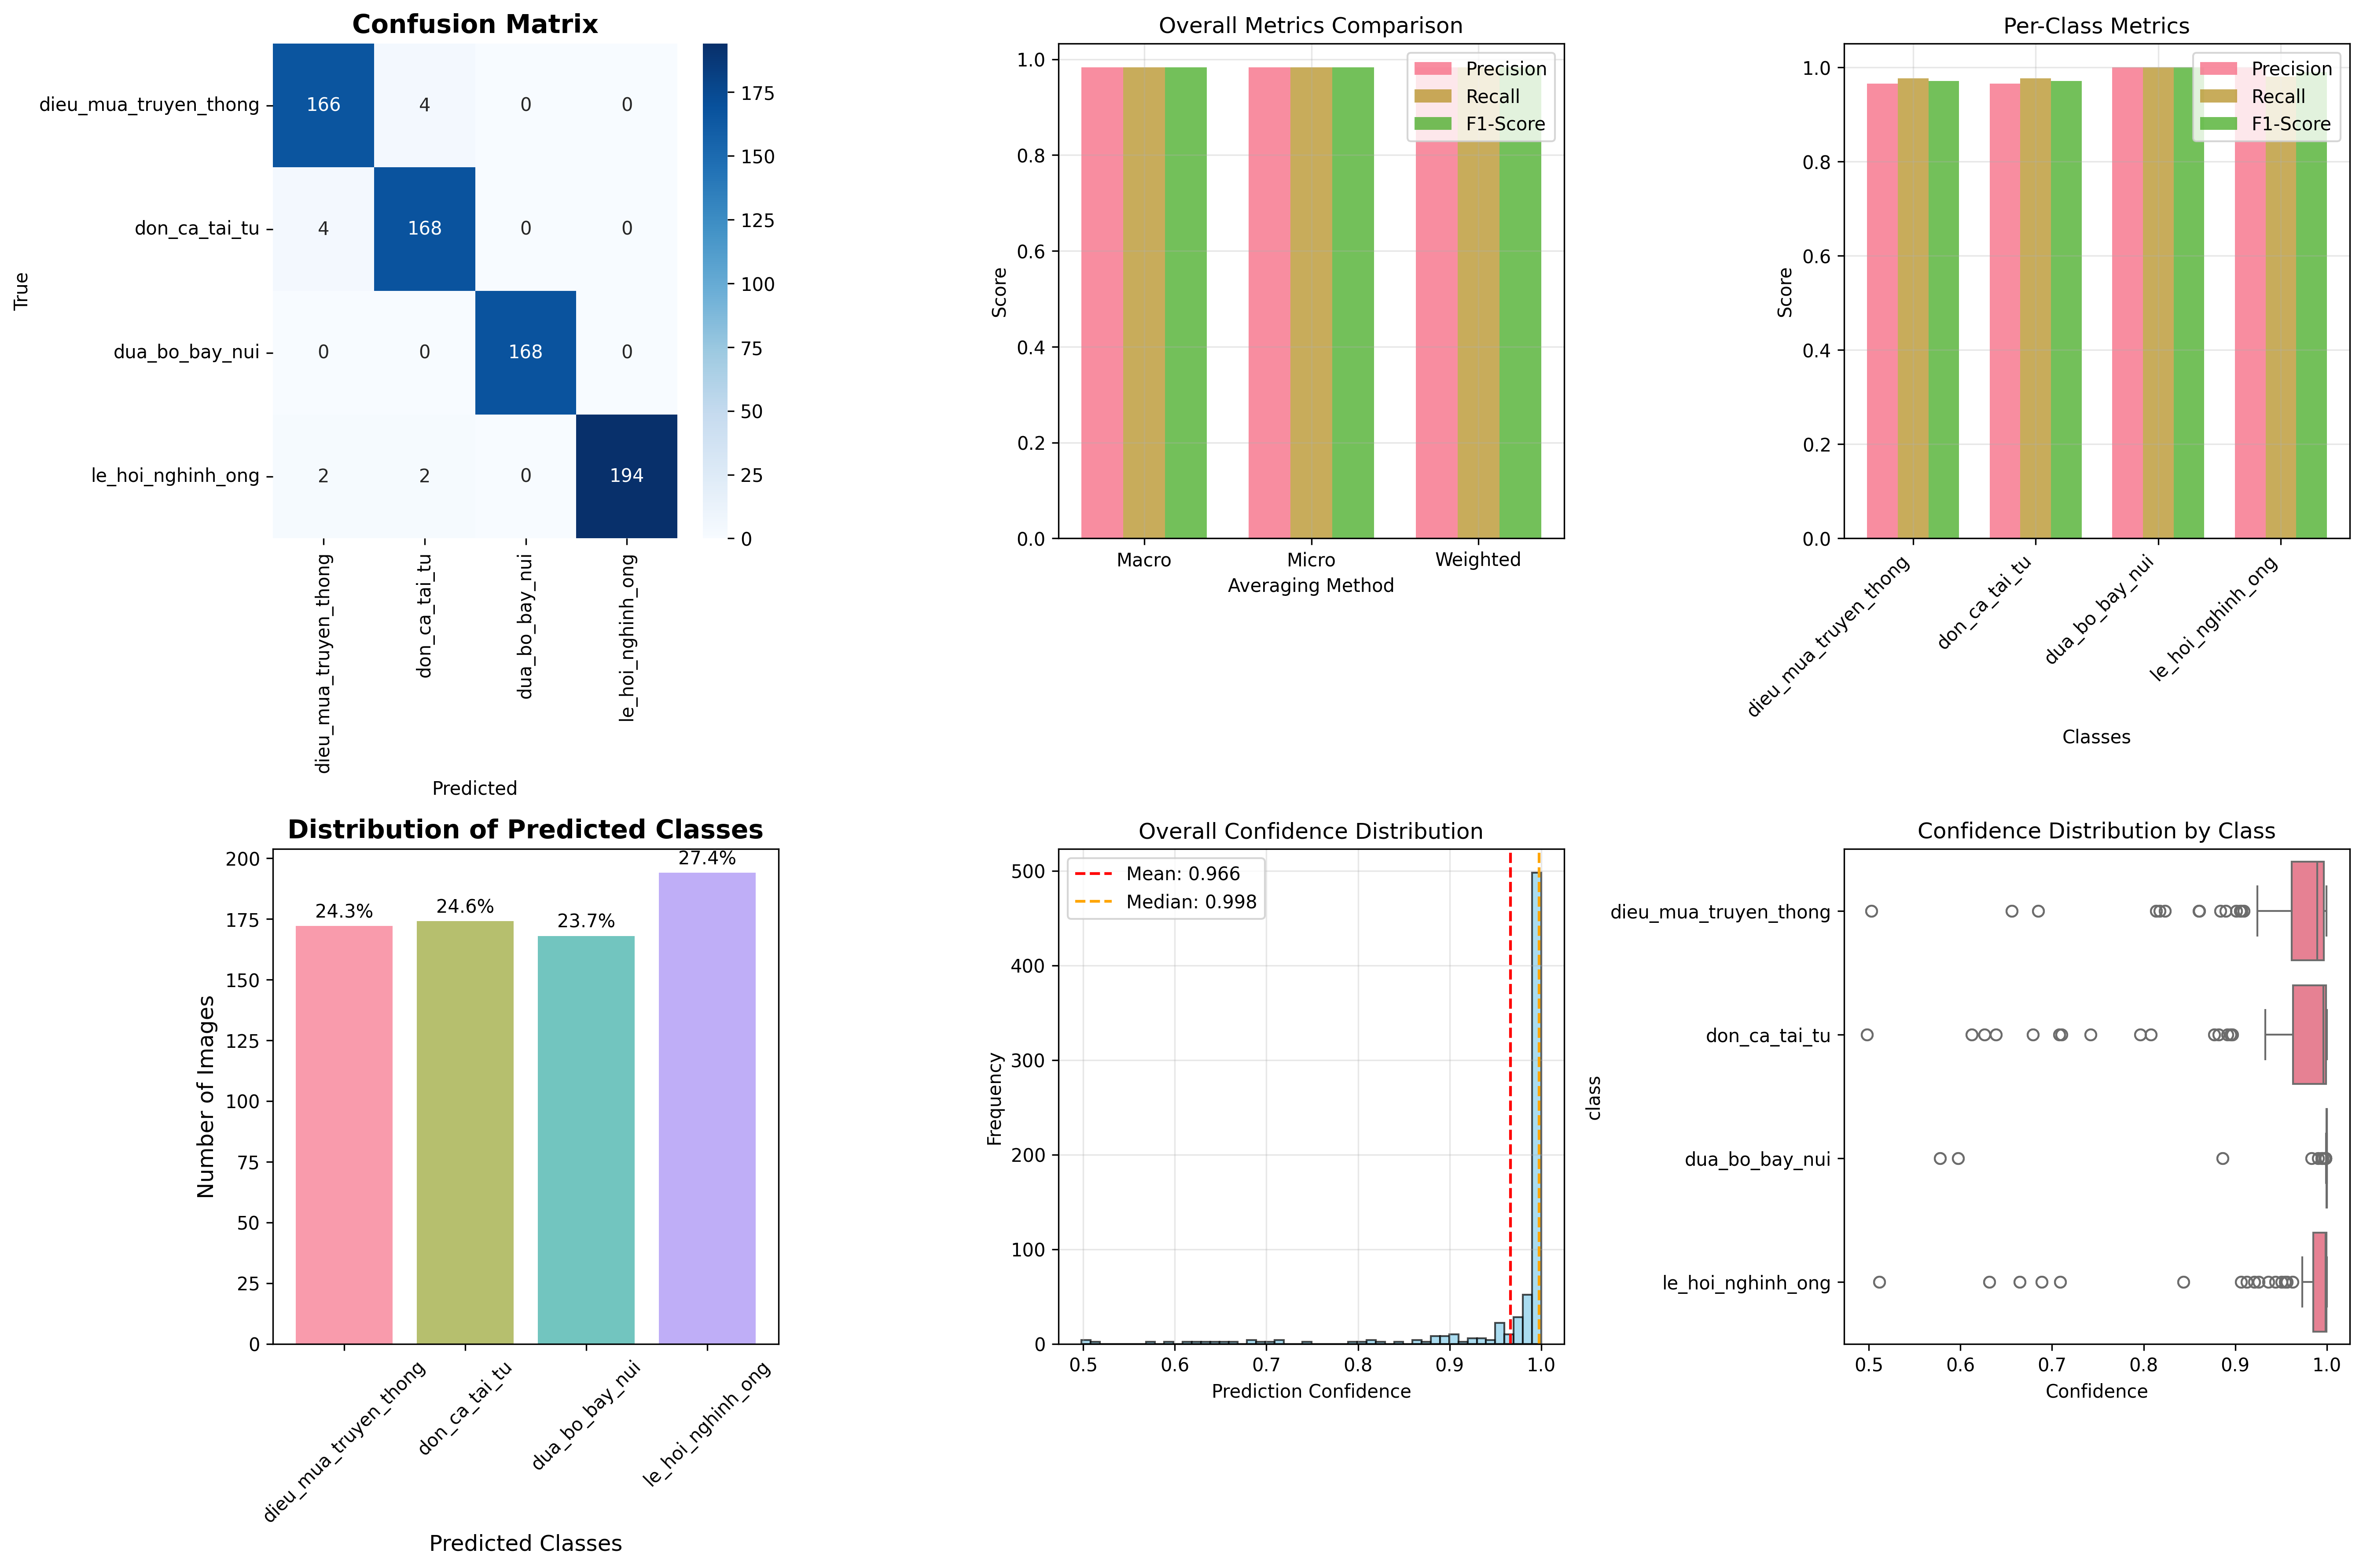 Confusion Matrix
True
dieu_mua_truyen_thong
don_ca_tai_tu
dua_bo_bay_nui
le_hoi_nghinh_ong
166 4 0 0
4 168 0 0
0 0 168 0
2 2 0 194
175
150
125
100
75
50
25
0
dieu_mua_truyen_thong
don_ca_tai_tu
dua_bo_bay_nui
le_hoi_nghinh_ong
Predicted
Overall Metrics Comparison
Score
1.0
0.8
0.6
0.4
0.2
0.0
Precision
Recall
F1-Score
Macro Micro Weighted
Averaging Method
Per-Class Metrics
Score
1.0
0.8
0.6
0.4
0.2
0.0
Precision
Recall
F1-Score
dieu_mua_truyen_thong
don_ca_tai_tu
dua_bo_bay_nui
le_hoi_nghinh_ong
Classes
Distribution of Predicted Classes
Number of Images
200
175
150
125
100
75
50
25
0
24.3% 24.6% 23.7% 27.4%
dieu_mua_truyen_thong
don_ca_tai_tu
dua_bo_bay_nui
le_hoi_nghinh_ong
Predicted Classes
Overall Confidence Distribution
Frequency
500
400
300
200
100
0
Mean: 0.966
Median: 0.998
0.5 0.6 0.7 0.8 0.9 1.0
Prediction Confidence
Confidence Distribution by Class
class
dieu_mua_truyen_thong
don_ca_tai_tu
dua_bo_bay_nui
le_hoi_nghinh_ong
0.5 0.6 0.7 0.8 0.9 1.0
Confidence